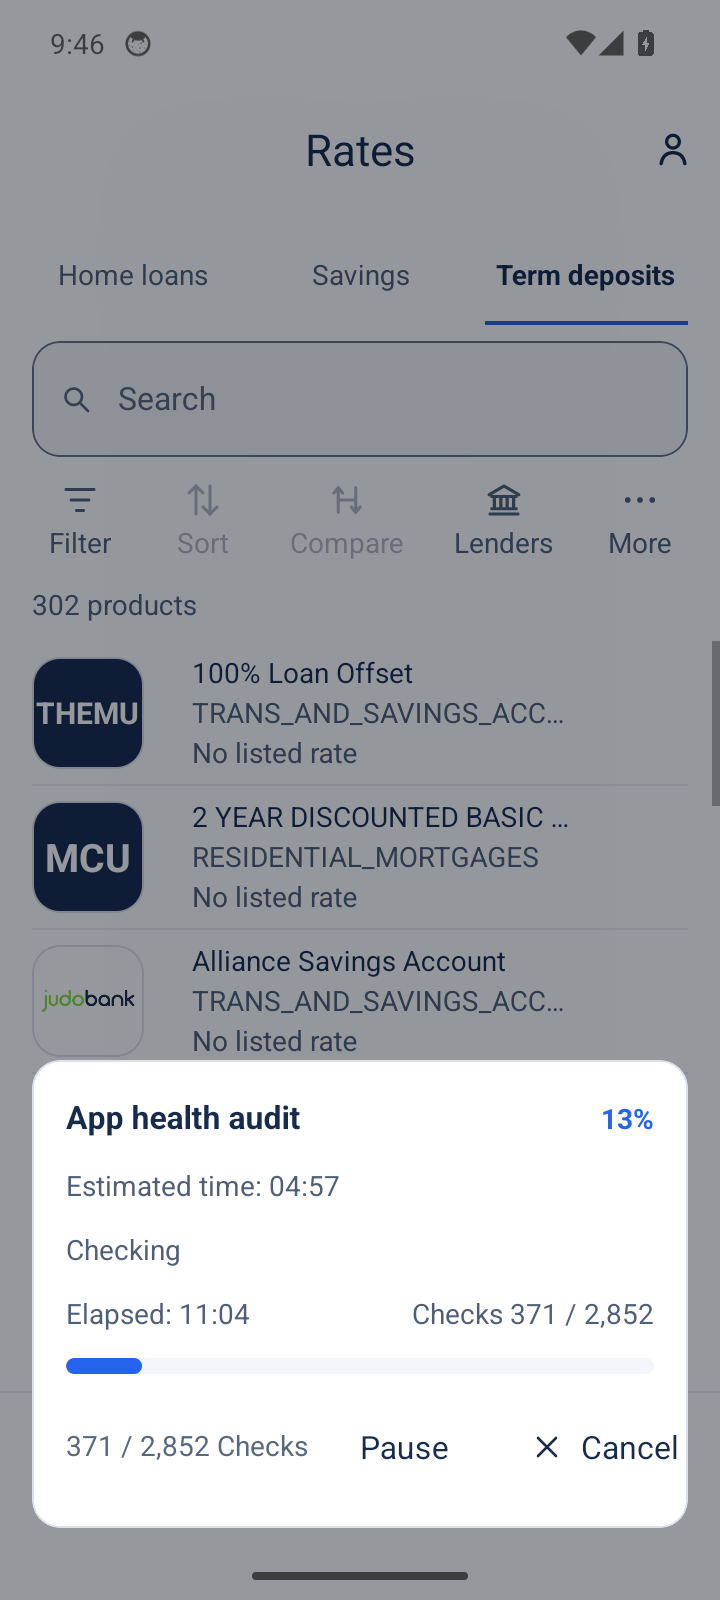 9:46
Rates
Home loans Savings Term deposits
Search
Filter Sort Compare Lenders More
302 products
THEMU
100% Loan Offset
TRANS_AND_SAVINGS_ACC...
No listed rate
MCU
2 YEAR DISCOUNTED BASIC ...
RESIDENTIAL_MORTGAGES
No listed rate
judobank
Alliance Savings Account
TRANS_AND_SAVINGS_ACC...
No listed rate
App health audit 13%
Estimated time: 04:57
Checking
Elapsed: 11:04 Checks 371 / 2,852
371 / 2,852 Checks Pause Cancel